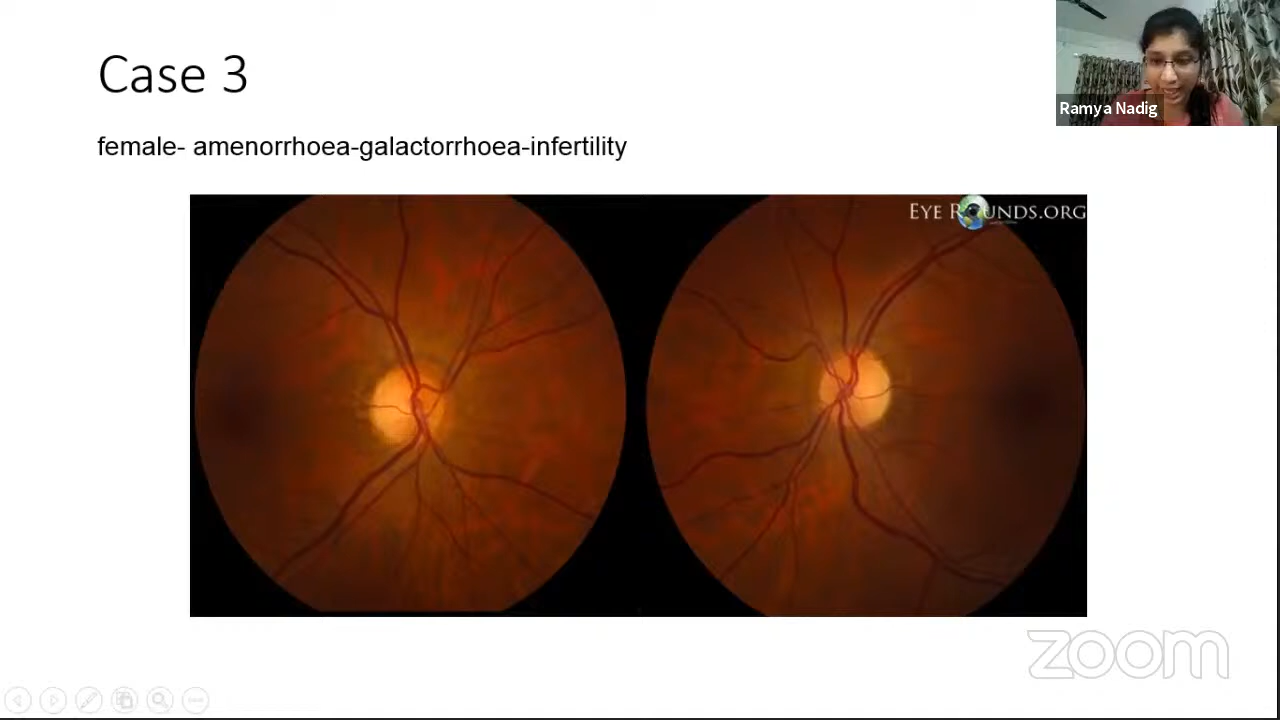 Case 3
Ramya Nadig
female- amenorrhoea-galactorrhoea-infertility
EYE ROUNDS.ORG
zoom